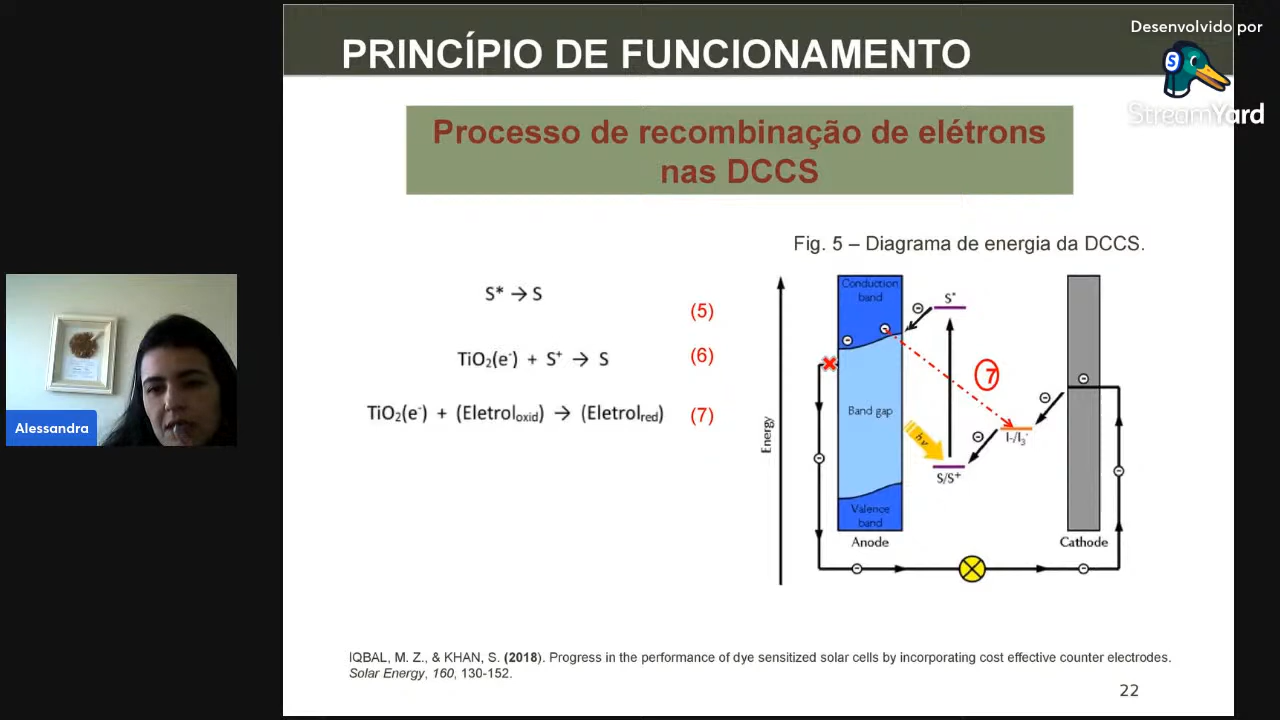 PRINCÍPIO DE FUNCIONAMENTO
Desenvolvido por
StreamYard
Processo de recombinação de elétrons
nas DCCS
Fig. 5 – Diagrama de energia da DCCS.
S* → S
(5)
TiO₂(e⁻) + S⁺ → S
(6)
TiO₂(e⁻) + (Eletrol_oxid) → (Eletrol_red)
(7)
Energy
Conduction
band
S*
7
Band gap
hν
I-/I₃⁻
S/S⁺
Valence
band
Anode
Cathode
Alessandra
IQBAL, M. Z., & KHAN, S. (2018). Progress in the performance of dye sensitized solar cells by incorporating cost effective counter electrodes.
Solar Energy, 160, 130-152.
22